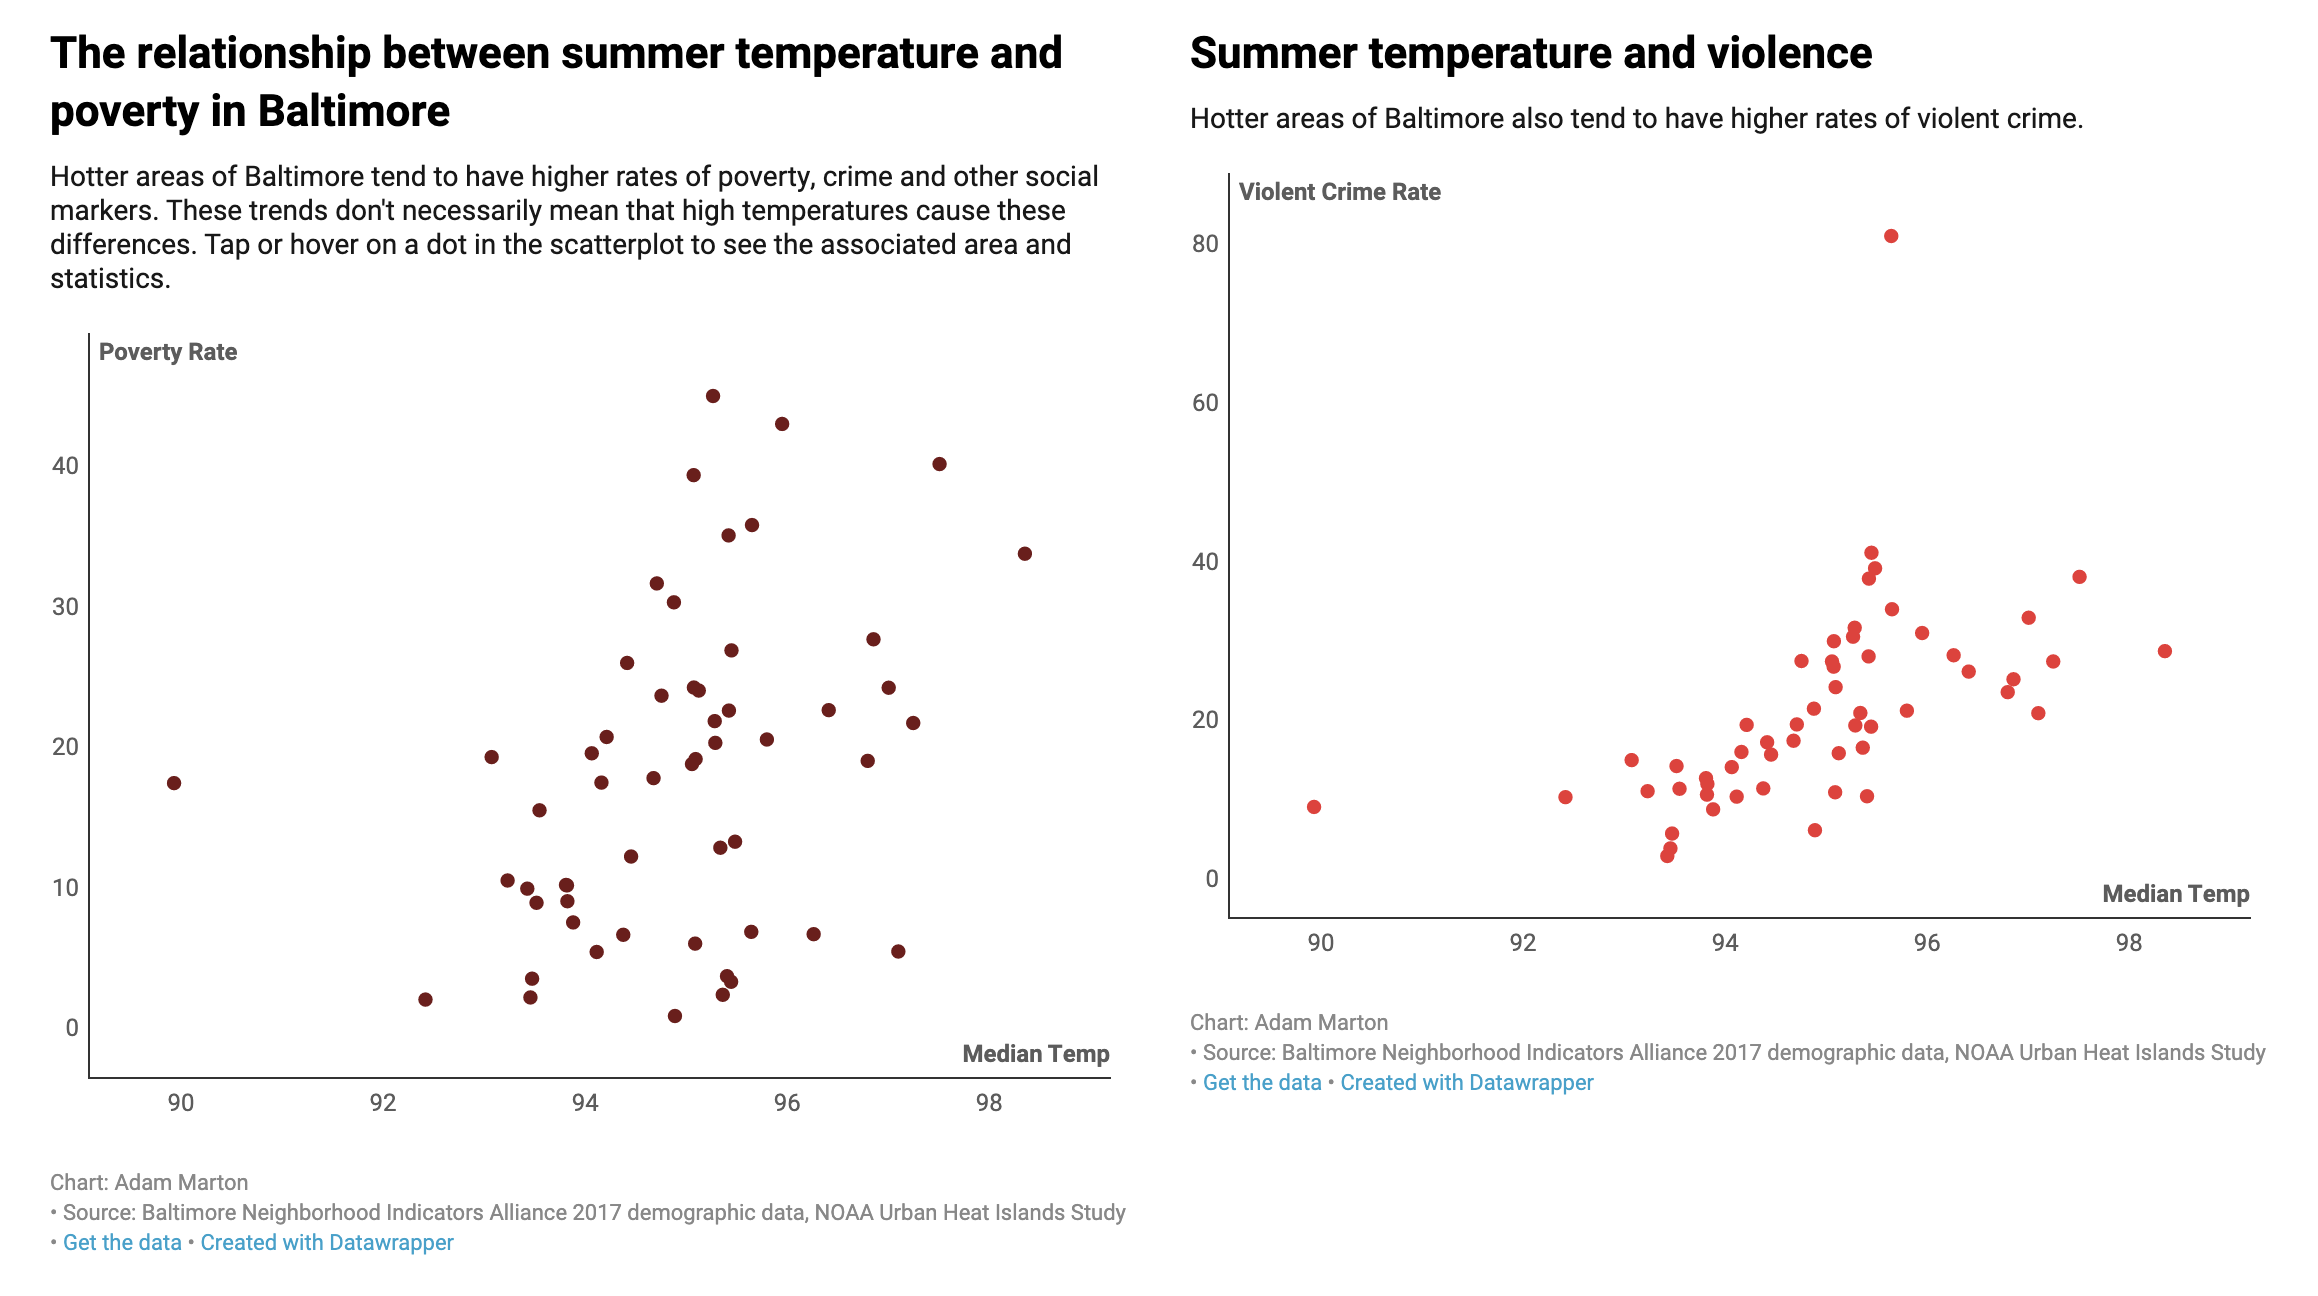 The relationship between summer temperature and
poverty in Baltimore
Hotter areas of Baltimore tend to have higher rates of poverty, crime and other social
markers. These trends don't necessarily mean that high temperatures cause these
differences. Tap or hover on a dot in the scatterplot to see the associated area and
statistics.
Poverty Rate
40
30
20
10
0
Median Temp
90 92 94 96 98
Chart: Adam Marton
• Source: Baltimore Neighborhood Indicators Alliance 2017 demographic data, NOAA Urban Heat Islands Study
• Get the data • Created with Datawrapper
Summer temperature and violence
Hotter areas of Baltimore also tend to have higher rates of violent crime.
Violent Crime Rate
80
60
40
20
0
Median Temp
90 92 94 96 98
Chart: Adam Marton
• Source: Baltimore Neighborhood Indicators Alliance 2017 demographic data, NOAA Urban Heat Islands Study
• Get the data • Created with Datawrapper